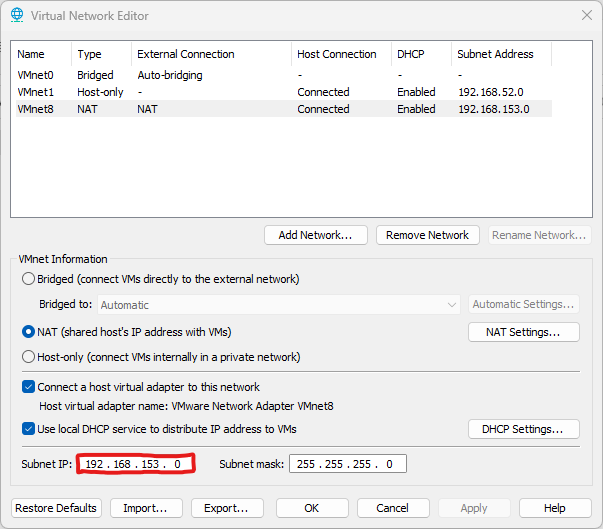 Virtual Network Editor
Name Type External Connection Host Connection DHCP Subnet Address
VMnet0 Bridged Auto-bridging - - -
VMnet1 Host-only - Connected Enabled 192.168.52.0
VMnet8 NAT NAT Connected Enabled 192.168.153.0
Add Network... Remove Network Rename Network...
VMnet Information
Bridged (connect VMs directly to the external network)
Bridged to: Automatic Automatic Settings...
NAT (shared host's IP address with VMs) NAT Settings...
Host-only (connect VMs internally in a private network)
Connect a host virtual adapter to this network
Host virtual adapter name: VMware Network Adapter VMnet8
Use local DHCP service to distribute IP address to VMs DHCP Settings...
Subnet IP: 192 . 168 . 153 . 0 Subnet mask: 255 . 255 . 255 . 0
Restore Defaults Import... Export... OK Cancel Apply Help